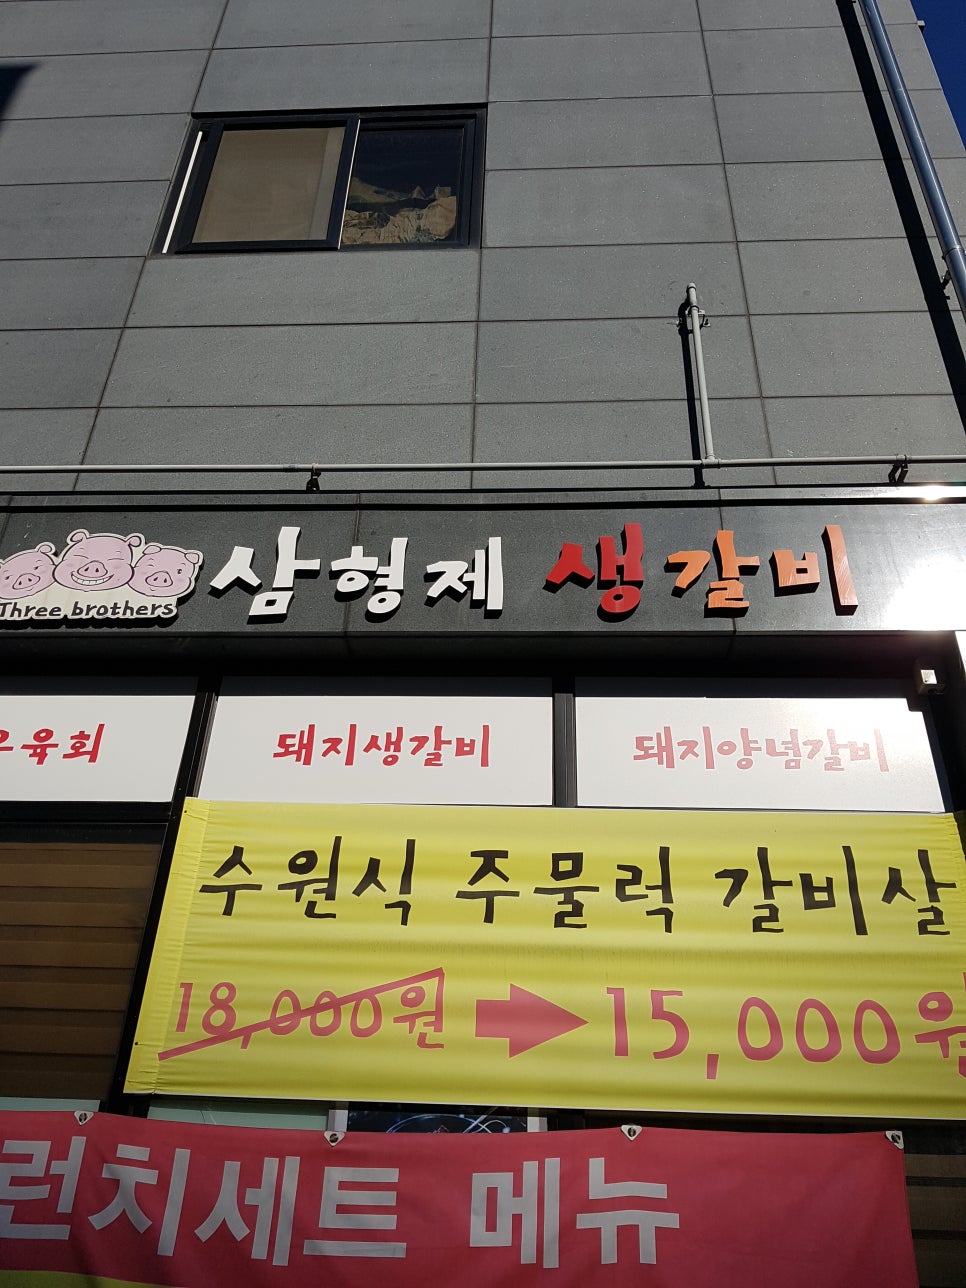 Three brothers
삼형제 생갈비
육회 돼지생갈비 돼지양념갈비
수원식 주물럭 갈비살
18,000원 15,000원
런치세트 메뉴